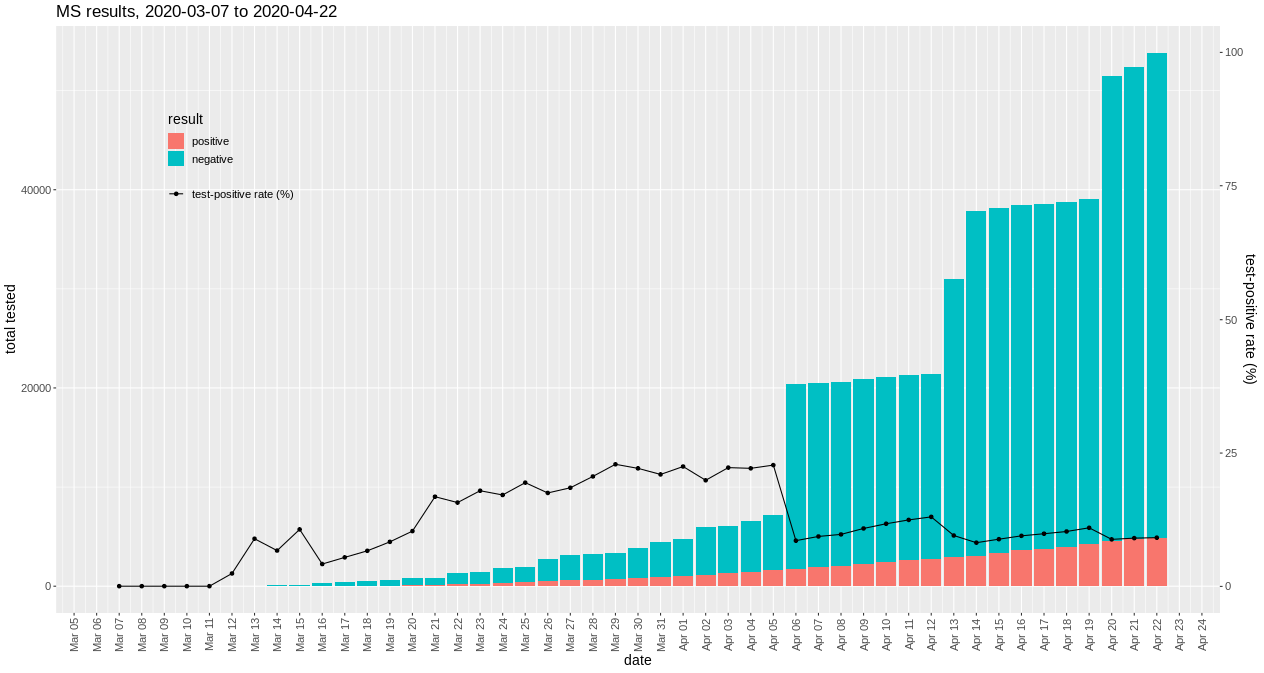 MS results, 2020-03-07 to 2020-04-22
result
positive
negative
test-positive rate (%)
total tested
40000
20000
0
100
75
50
25
0
test-positive rate (%)
Mar 05
Mar 06
Mar 07
Mar 08
Mar 09
Mar 10
Mar 11
Mar 12
Mar 13
Mar 14
Mar 15
Mar 16
Mar 17
Mar 18
Mar 19
Mar 20
Mar 21
Mar 22
Mar 23
Mar 24
Mar 25
Mar 26
Mar 27
Mar 28
Mar 29
Mar 30
Mar 31
Apr 01
Apr 02
Apr 03
Apr 04
Apr 05
Apr 06
Apr 07
Apr 08
Apr 09
Apr 10
Apr 11
Apr 12
Apr 13
Apr 14
Apr 15
Apr 16
Apr 17
Apr 18
Apr 19
Apr 20
Apr 21
Apr 22
Apr 23
Apr 24
date